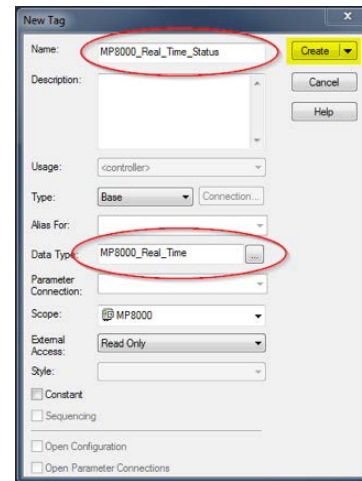 New Tag
x
Name: MP8000_Real_Time_Status Create
Description: Cancel
Help
Usage: <controller>
Type: Base Connection...
Alias For:
Data Type: MP8000_Real_Time ...
Parameter
Connection:
Scope: MP8000
External
Access: Read Only
Style:
Constant
Sequencing
Open Configuration
Open Parameter Connections